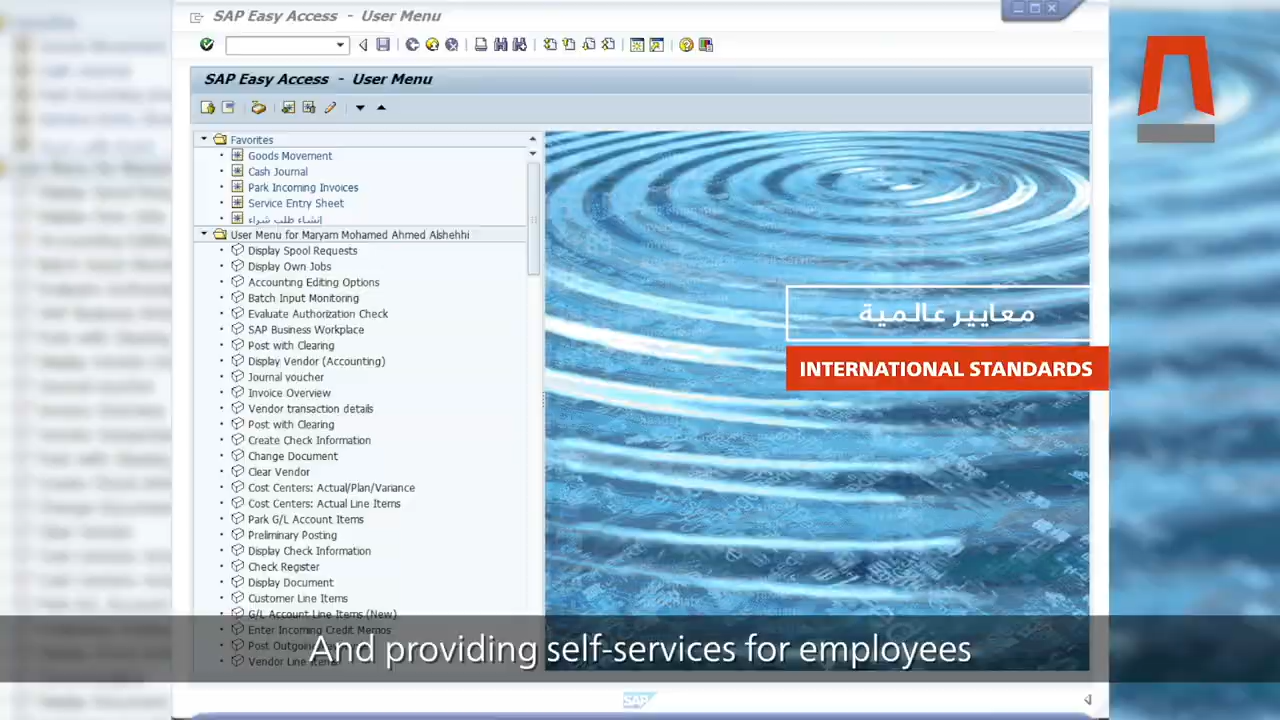 SAP Easy Access - User Menu
SAP Easy Access - User Menu
Favorites
Goods Movement
Cash Journal
Park Incoming Invoices
Service Entry Sheet
إنشاء طلب شراء
User Menu for Maryam Mohamed Ahmed Alshehhi
Display Spool Requests
Display Own Jobs
Accounting Editing Options
Batch Input Monitoring
Evaluate Authorization Check
SAP Business Workplace
Post with Clearing
Display Vendor (Accounting)
Journal voucher
Invoice Overview
Vendor transaction details
Post with Clearing
Create Check Information
Change Document
Clear Vendor
Cost Centers: Actual/Plan/Variance
Cost Centers: Actual Line Items
Park G/L Account Items
Preliminary Posting
Display Check Information
Check Register
Display Document
Customer Line Items
G/L Account Line Items (New)
Enter Incoming Credit Memos
Post Outgoing
Vendor Line Items
معايير عالمية
INTERNATIONAL STANDARDS
And providing self-services for employees
SAP